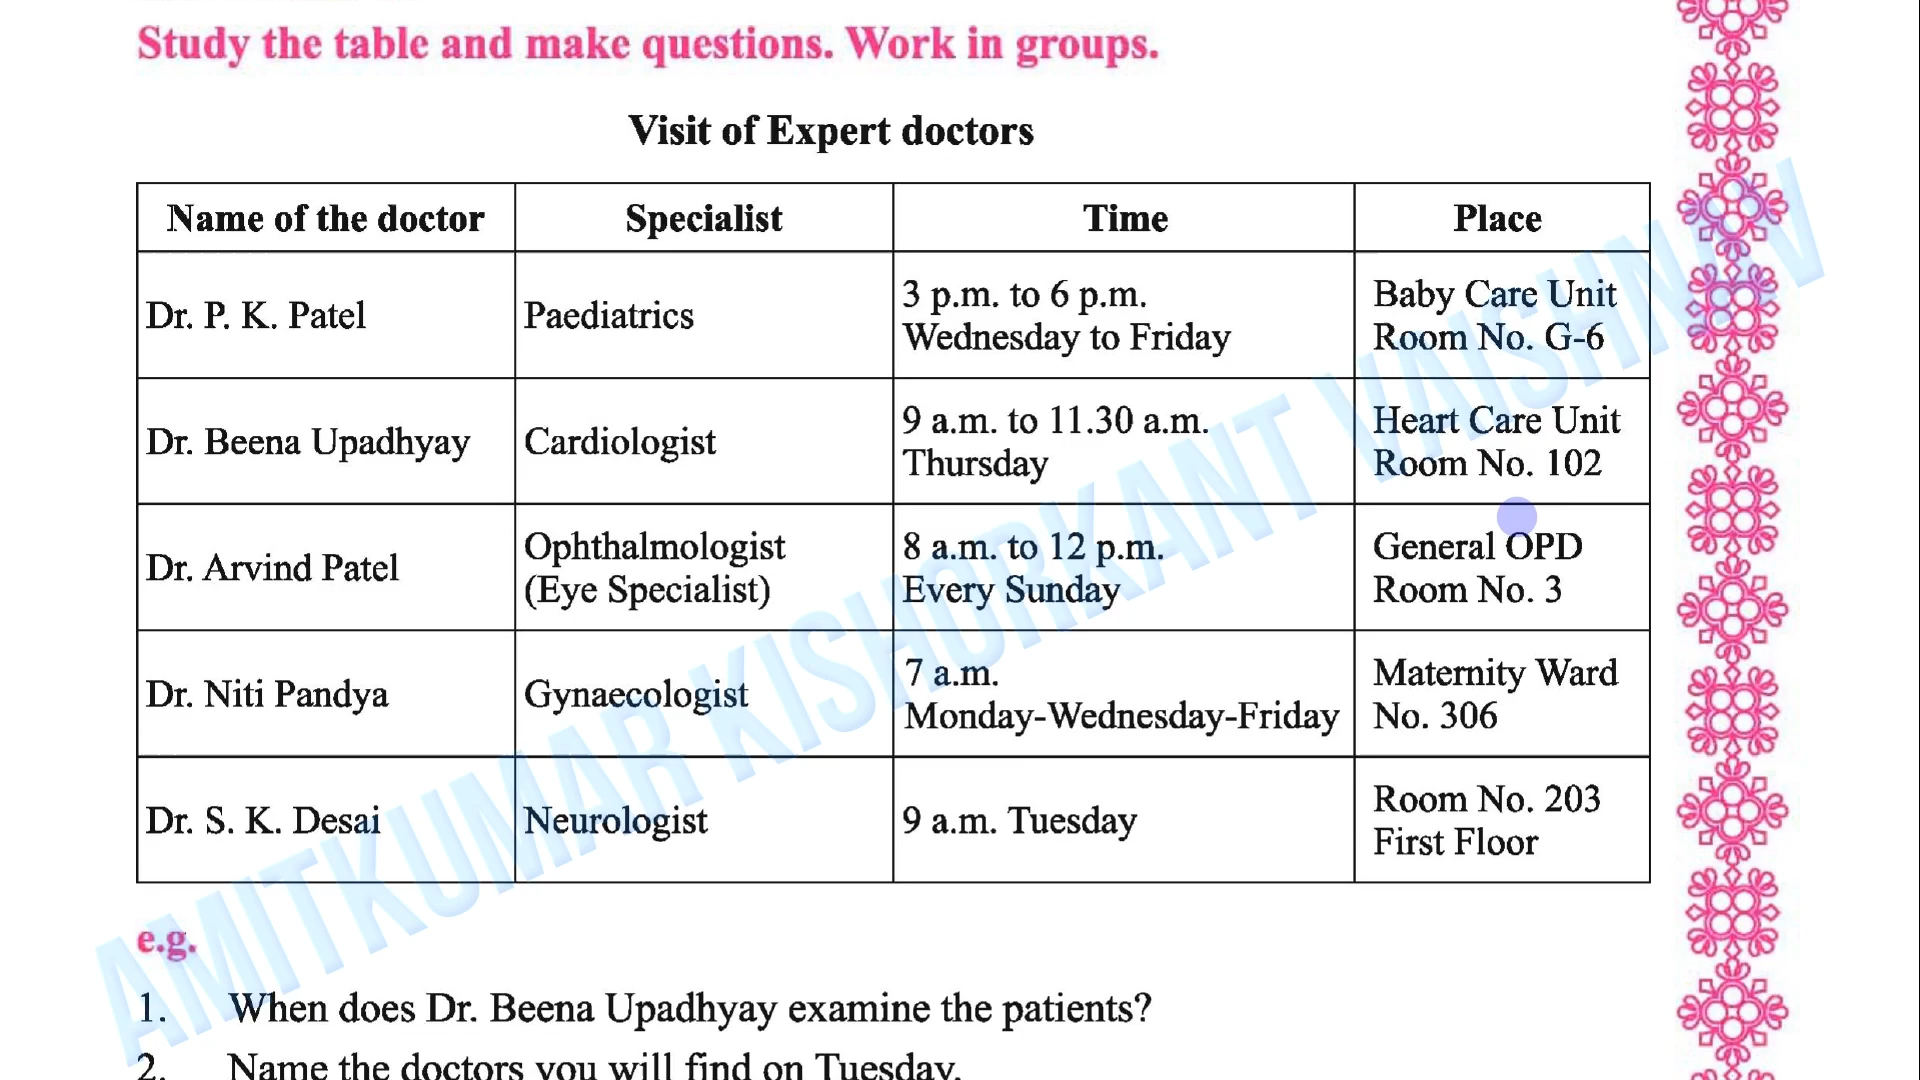 Study the table and make questions. Work in groups.
Visit of Expert doctors
Name of the doctor Specialist Time Place
Dr. P. K. Patel Paediatrics 3 p.m. to 6 p.m. Wednesday to Friday Baby Care Unit Room No. G-6
Dr. Beena Upadhyay Cardiologist 9 a.m. to 11.30 a.m. Thursday Heart Care Unit Room No. 102
Dr. Arvind Patel Ophthalmologist (Eye Specialist) 8 a.m. to 12 p.m. Every Sunday General OPD Room No. 3
Dr. Niti Pandya Gynaecologist 7 a.m. Monday-Wednesday-Friday Maternity Ward No. 306
Dr. S. K. Desai Neurologist 9 a.m. Tuesday Room No. 203 First Floor
e.g.
1. When does Dr. Beena Upadhyay examine the patients?
2. Name the doctors you will find on Tuesday.
AMITKUMAR KISHORKANT VAISHNAV